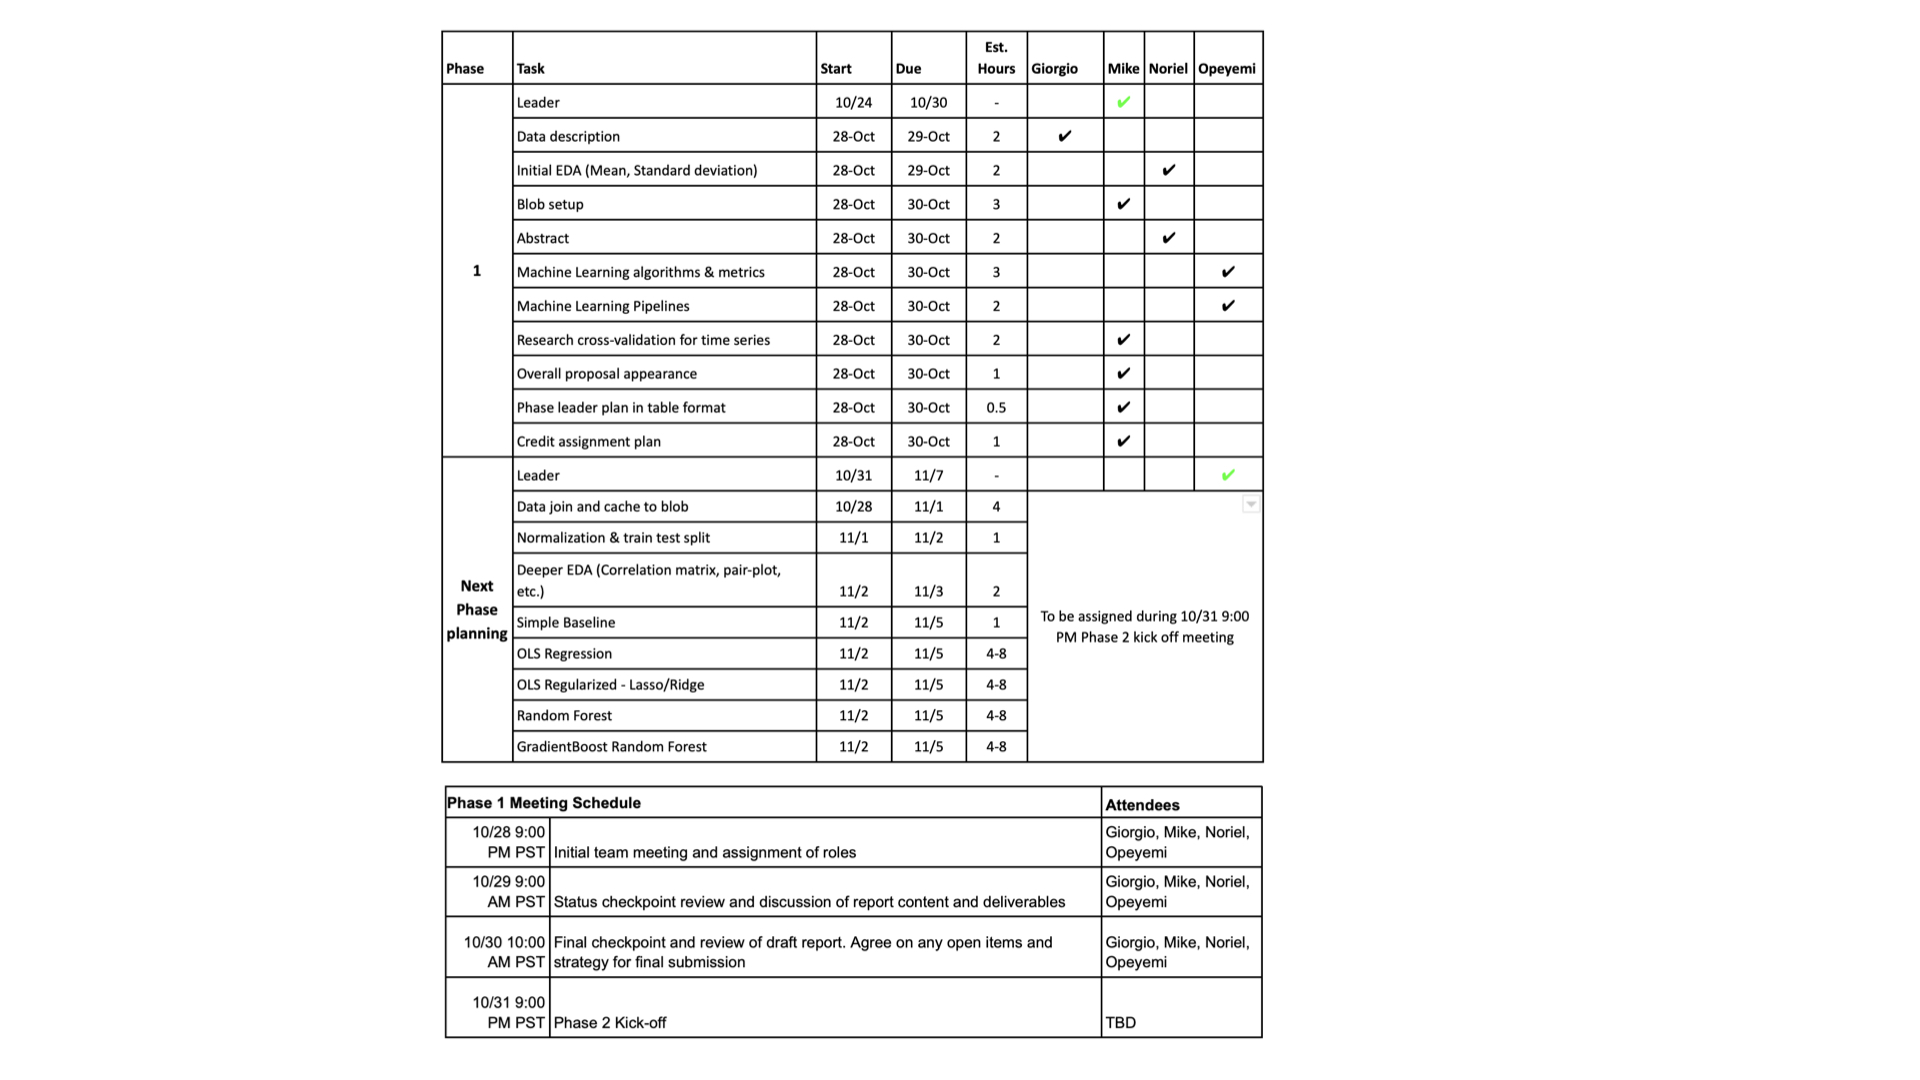 Phase Task Start Due Est. Hours Giorgio Mike Noriel Opeyemi
1
Leader 10/24 10/30 - ✔
Data description 28-Oct 29-Oct 2 ✔
Initial EDA (Mean, Standard deviation) 28-Oct 29-Oct 2 ✔
Blob setup 28-Oct 30-Oct 3 ✔
Abstract 28-Oct 30-Oct 2 ✔
Machine Learning algorithms & metrics 28-Oct 30-Oct 3 ✔
Machine Learning Pipelines 28-Oct 30-Oct 2 ✔
Research cross-validation for time series 28-Oct 30-Oct 2 ✔
Overall proposal appearance 28-Oct 30-Oct 1 ✔
Phase leader plan in table format 28-Oct 30-Oct 0.5 ✔
Credit assignment plan 28-Oct 30-Oct 1 ✔
Next
Phase
planning
Leader 10/31 11/7 - ✔
Data join and cache to blob 10/28 11/1 4
Normalization & train test split 11/1 11/2 1
Deeper EDA (Correlation matrix, pair-plot,
etc.) 11/2 11/3 2
Simple Baseline 11/2 11/5 1
OLS Regression 11/2 11/5 4-8
OLS Regularized - Lasso/Ridge 11/2 11/5 4-8
Random Forest 11/2 11/5 4-8
GradientBoost Random Forest 11/2 11/5 4-8
To be assigned during 10/31 9:00
PM Phase 2 kick off meeting
Phase 1 Meeting Schedule Attendees
10/28 9:00
PM PST Initial team meeting and assignment of roles
Giorgio, Mike, Noriel,
Opeyemi
10/29 9:00
AM PST Status checkpoint review and discussion of report content and deliverables
Giorgio, Mike, Noriel,
Opeyemi
10/30 10:00
AM PST
Final checkpoint and review of draft report. Agree on any open items and
strategy for final submission
Giorgio, Mike, Noriel,
Opeyemi
10/31 9:00
PM PST Phase 2 Kick-off TBD